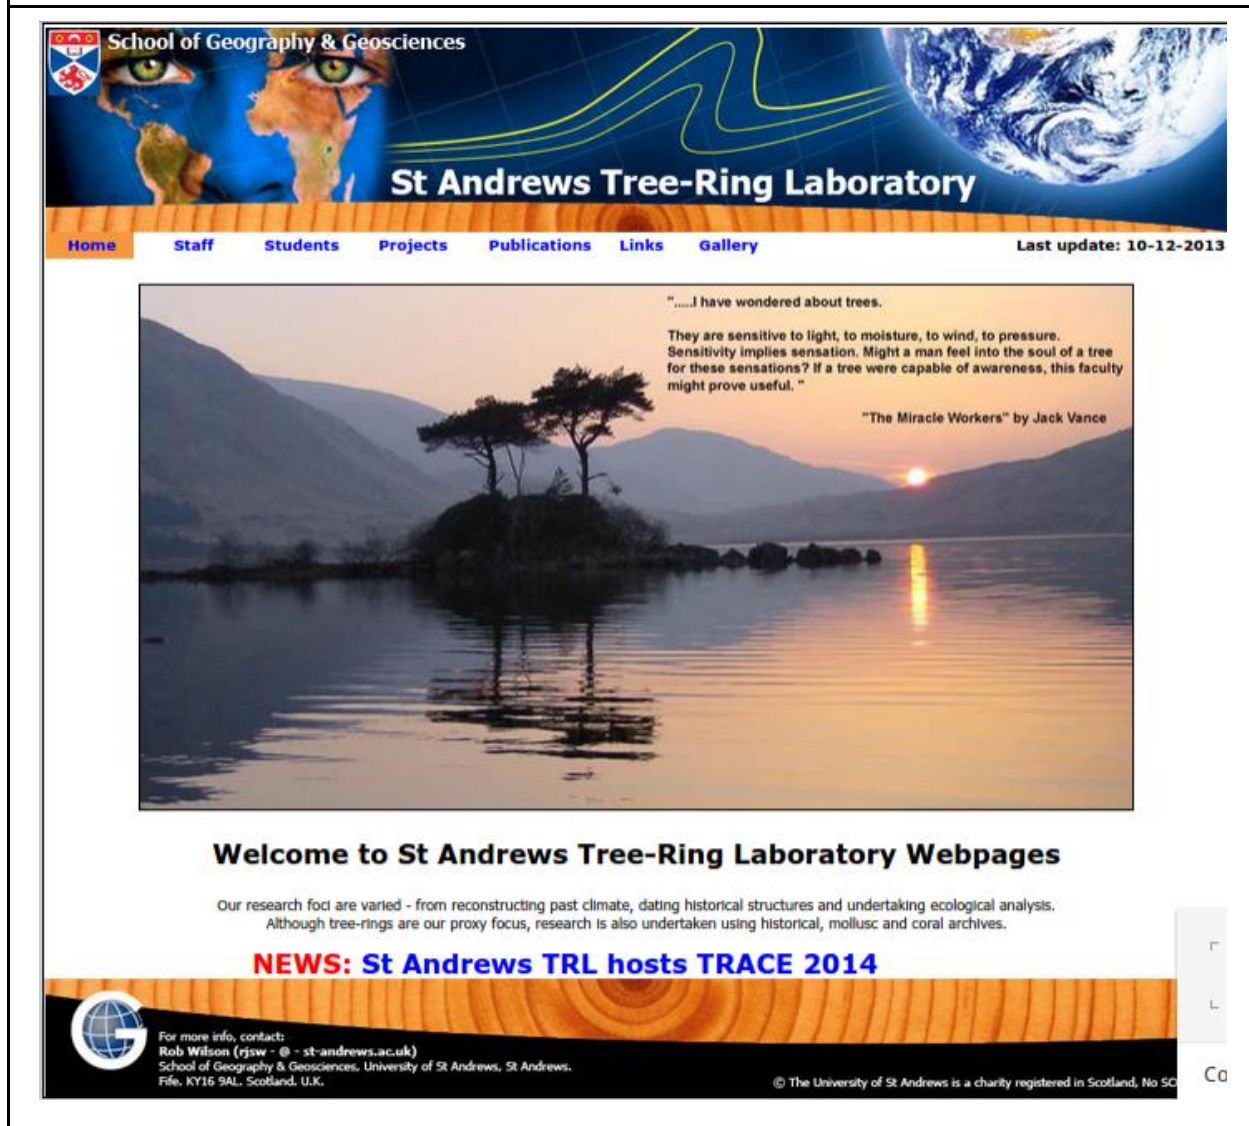 School of Geography & Geosciences
St Andrews Tree-Ring Laboratory
Home Staff Students Projects Publications Links Gallery Last update: 10-12-2013
".....I have wondered about trees.
They are sensitive to light, to moisture, to wind, to pressure.
Sensitivity implies sensation. Might a man feel into the soul of a tree
for these sensations? If a tree were capable of awareness, this faculty
might prove useful. "
"The Miracle Workers" by Jack Vance
Welcome to St Andrews Tree-Ring Laboratory Webpages
Our research foci are varied - from reconstructing past climate, dating historical structures and undertaking ecological analysis.
Although tree-rings are our proxy focus, research is also undertaken using historical, mollusc and coral archives.
NEWS: St Andrews TRL hosts TRACE 2014
For more info, contact:
Rob Wilson (rjsw - @ - st-andrews.ac.uk)
School of Geography & Geosciences, University of St Andrews, St Andrews.
Fife. KY16 9AL. Scotland. U.K.
© The University of St Andrews is a charity registered in Scotland, No SC
Co